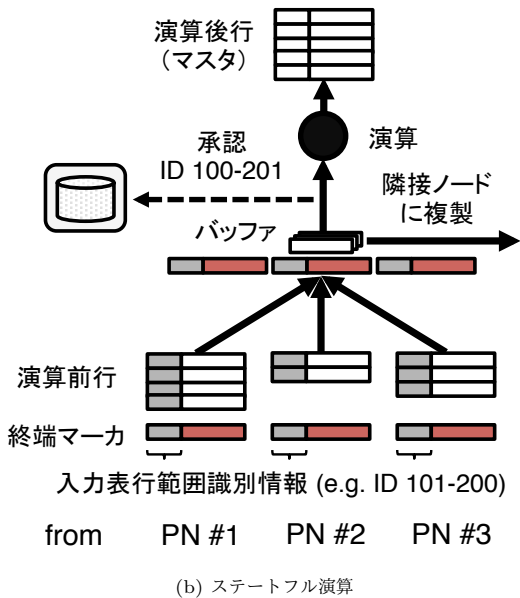 演算後行
(マスタ)
承認
ID 100-201
演算
隣接ノード
に複製
バッファ
演算前行
終端マーカ
入力表行範囲識別情報 (e.g. ID 101-200)
from PN #1 PN #2 PN #3
(b) ステートフル演算